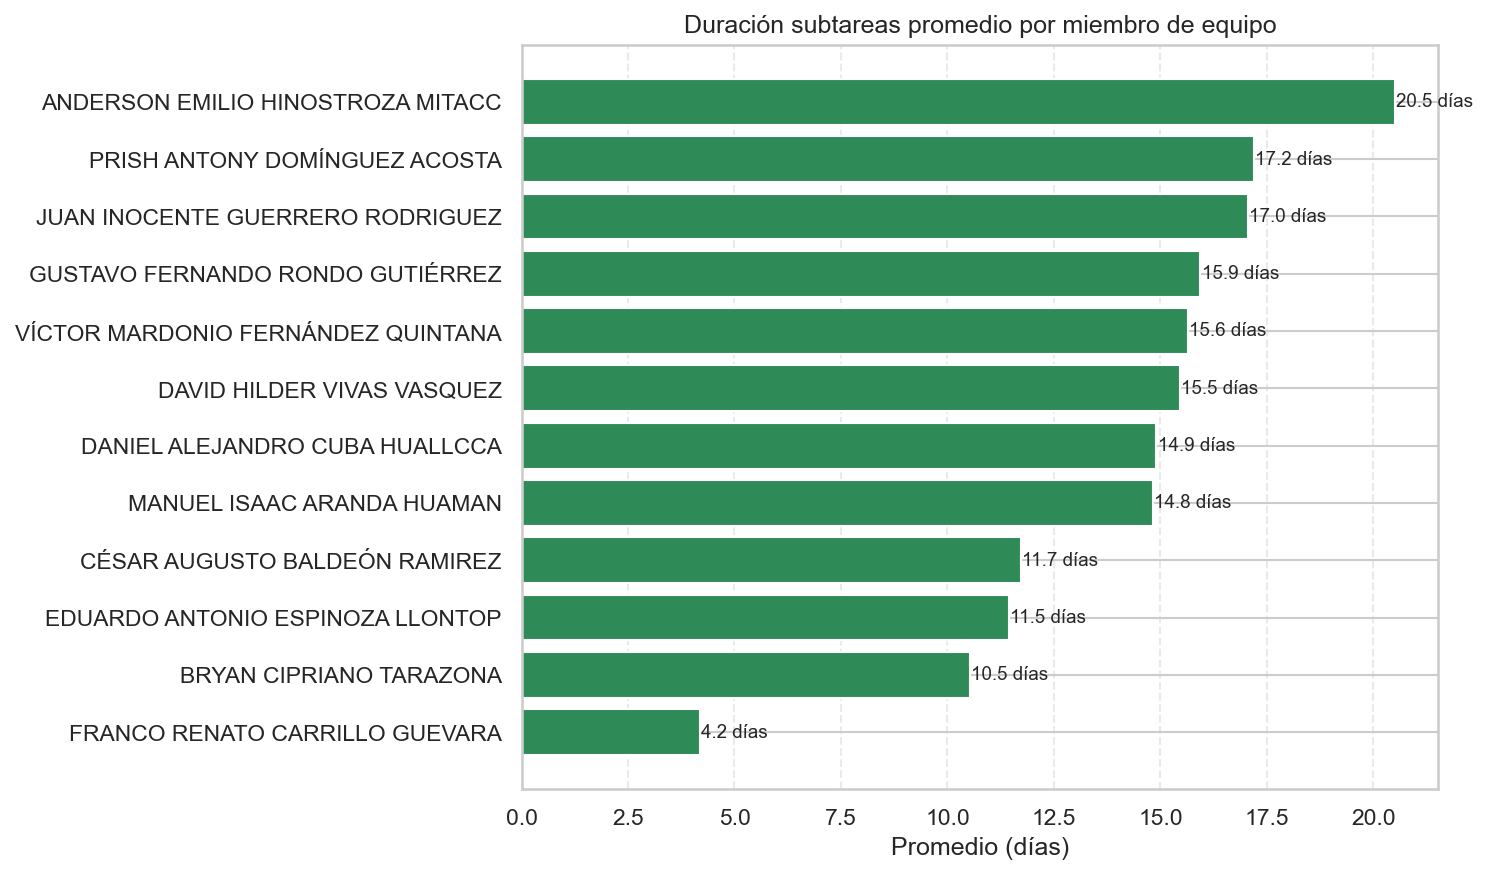 Duración subtareas promedio por miembro de equipo
ANDERSON EMILIO HINOSTROZA MITACC 20.5 días
PRISH ANTONY DOMÍNGUEZ ACOSTA 17.2 días
JUAN INOCENTE GUERRERO RODRIGUEZ 17.0 días
GUSTAVO FERNANDO RONDO GUTIÉRREZ 15.9 días
VÍCTOR MARDONIO FERNÁNDEZ QUINTANA 15.6 días
DAVID HILDER VIVAS VASQUEZ 15.5 días
DANIEL ALEJANDRO CUBA HUALLCCA 14.9 días
MANUEL ISAAC ARANDA HUAMAN 14.8 días
CÉSAR AUGUSTO BALDEÓN RAMIREZ 11.7 días
EDUARDO ANTONIO ESPINOZA LLONTOP 11.5 días
BRYAN CIPRIANO TARAZONA 10.5 días
FRANCO RENATO CARRILLO GUEVARA 4.2 días
0.0 2.5 5.0 7.5 10.0 12.5 15.0 17.5 20.0
Promedio (días)